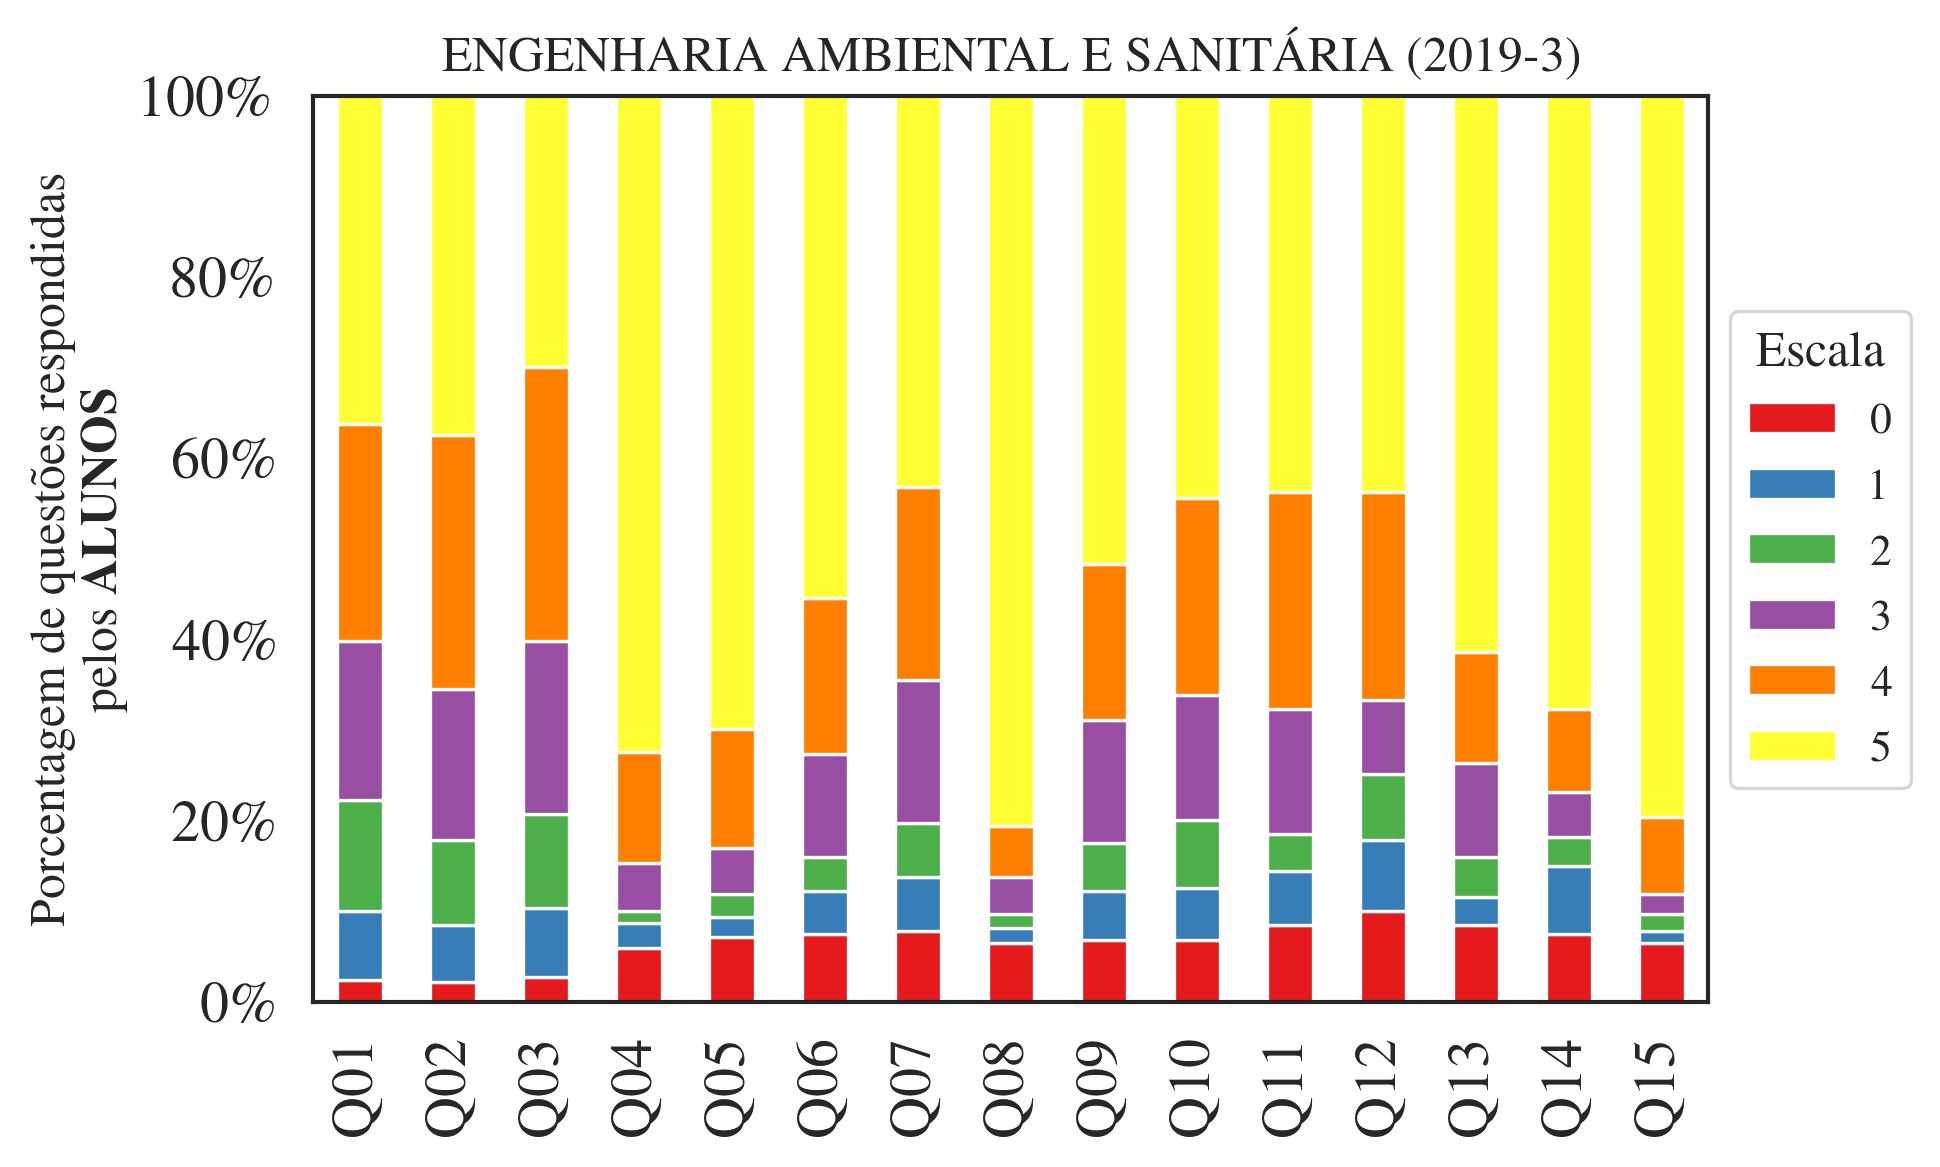 ENGENHARIA AMBIENTAL E SANITÁRIA (2019-3)
Porcentagem de questões respondidas
pelos ALUNOS
100%
80%
60%
40%
20%
0%
Q01
Q02
Q03
Q04
Q05
Q06
Q07
Q08
Q09
Q10
Q11
Q12
Q13
Q14
Q15
Escala
0
1
2
3
4
5